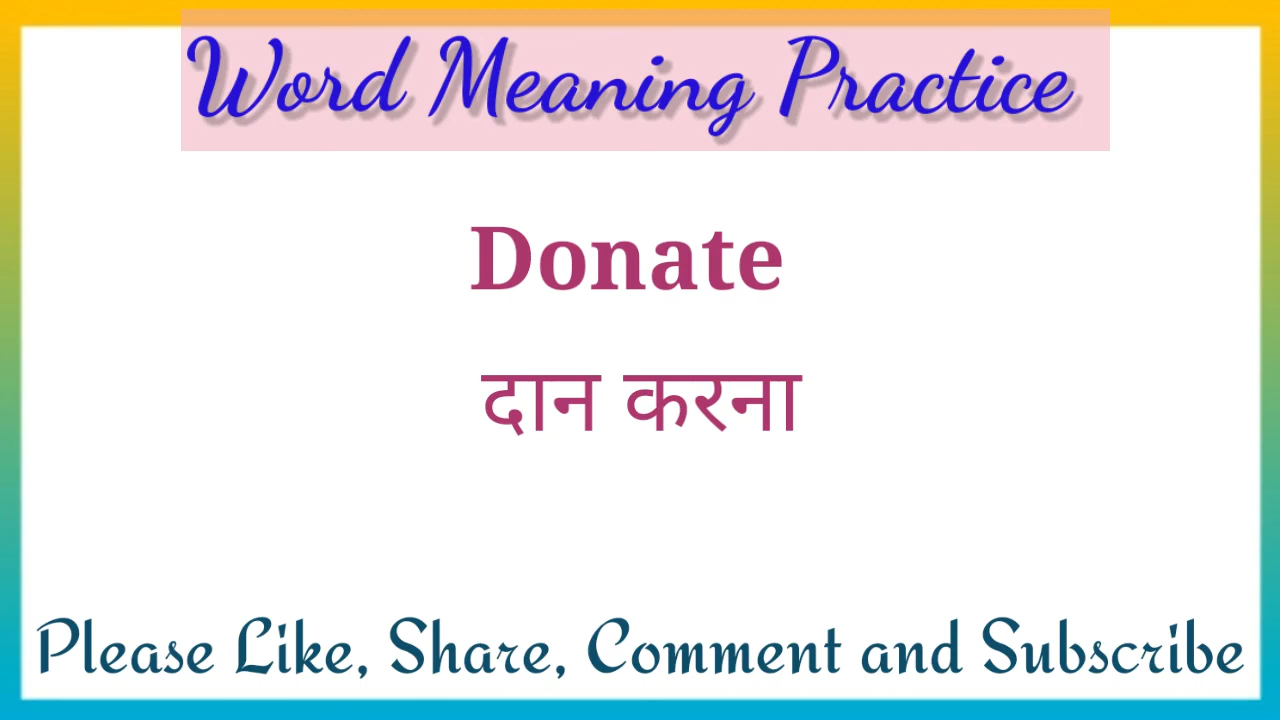 Word Meaning Practice
Donate
दान करना
Please Like, Share, Comment and Subscribe